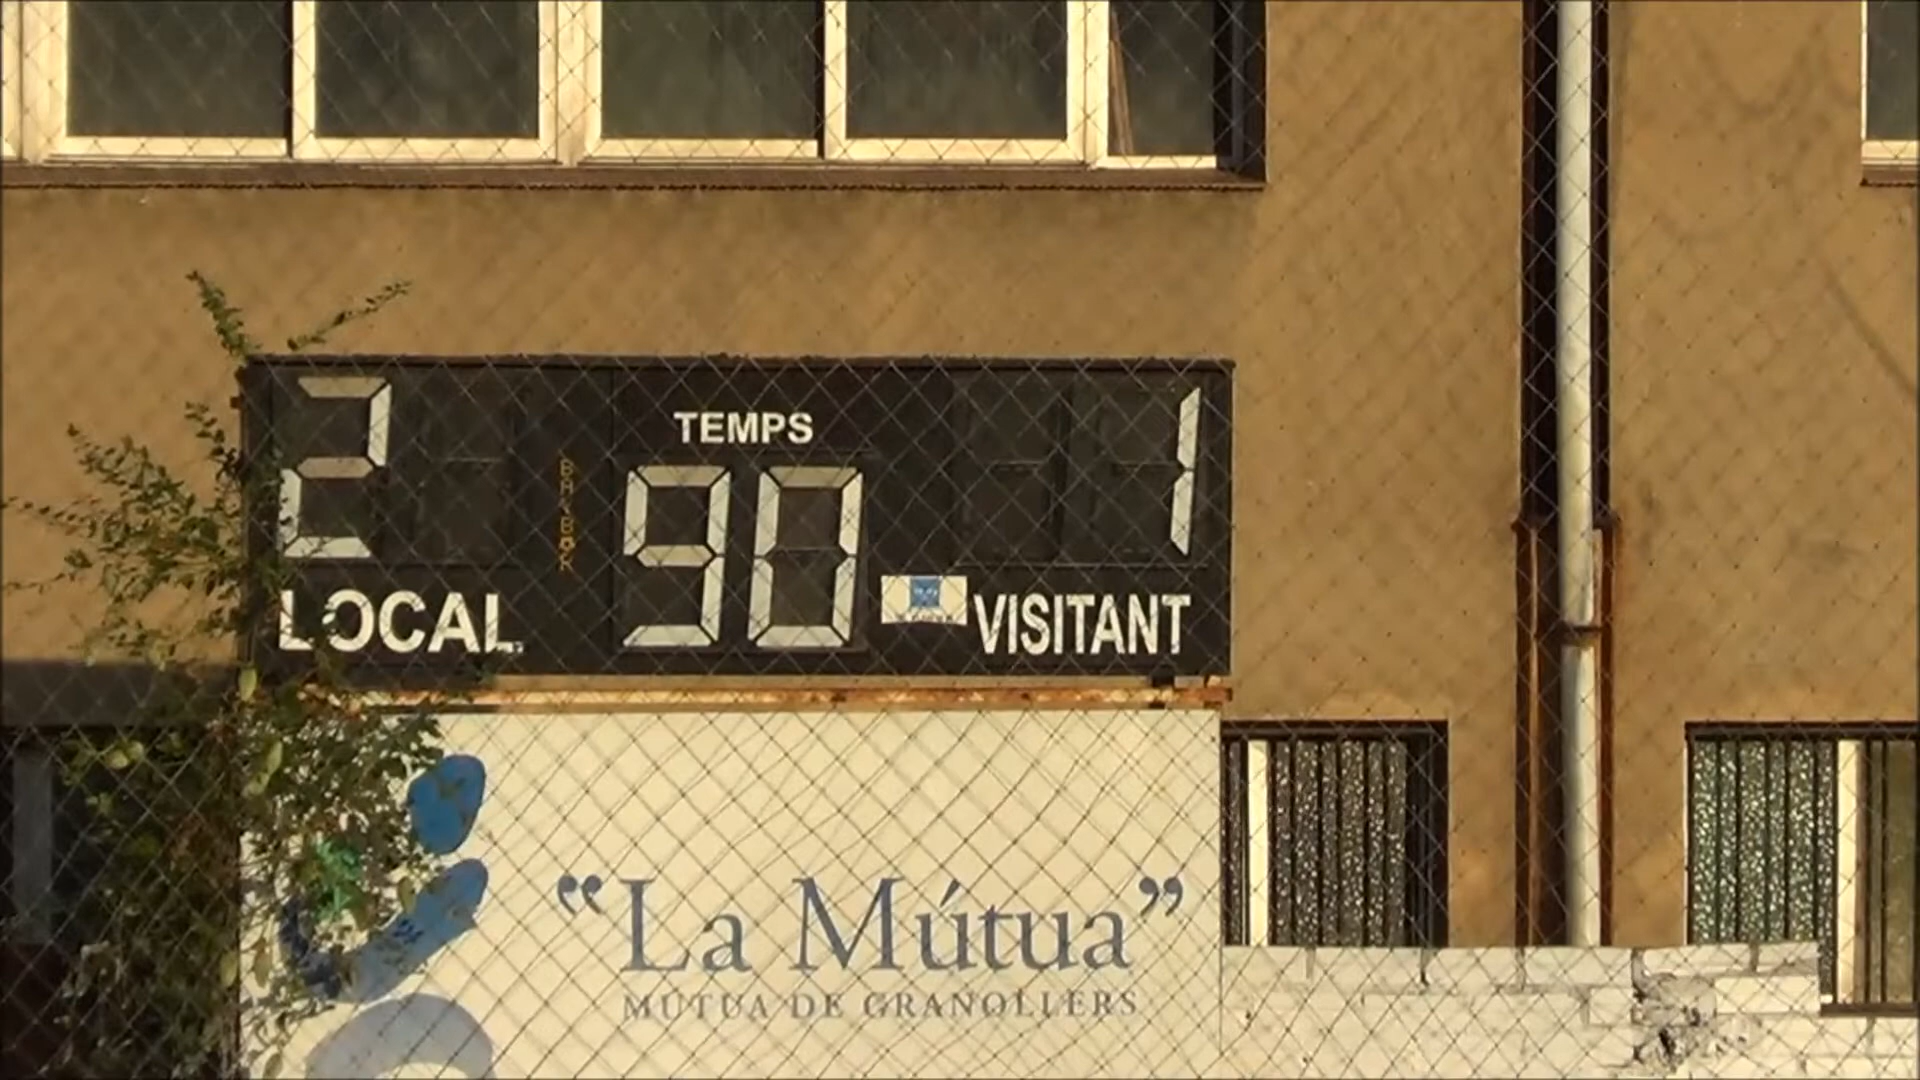 2
TEMPS
1
90
LOCAL
VISITANT
“La Mútua”
MÚTUA DE GRANOLLERS